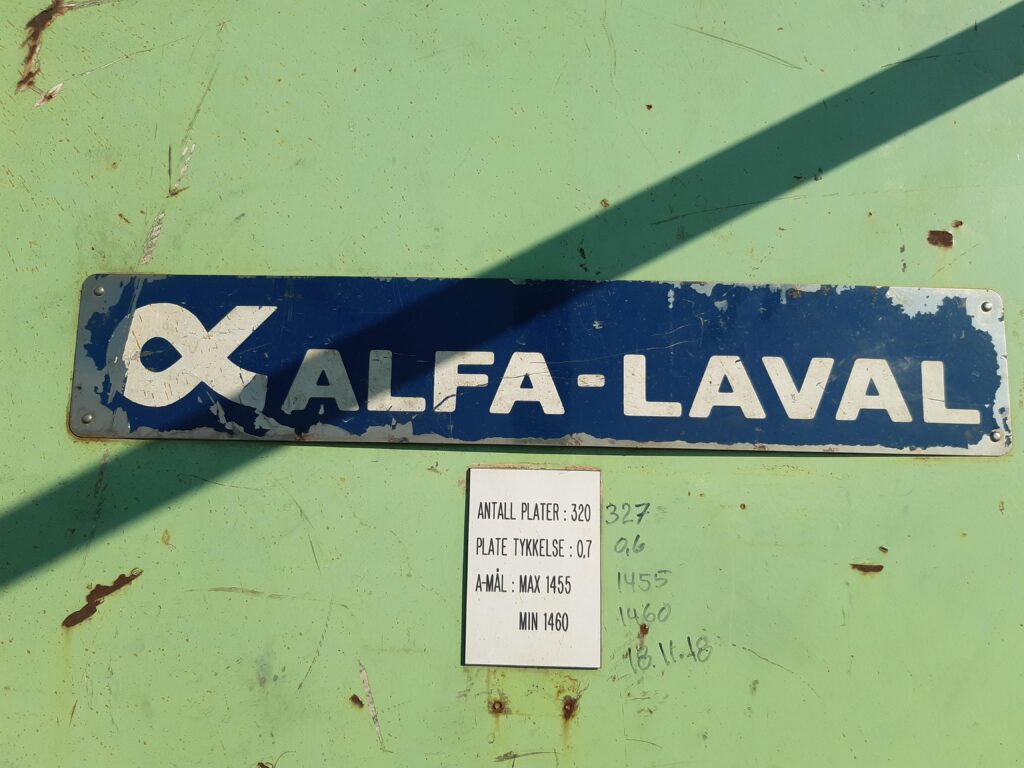 ALFA-LAVAL
ANTALL PLATER : 320 327
PLATE TYKKELSE : 0,7 0,6
A-MÅL : MAX 1455 1455
MIN 1460 1460
18.11.18